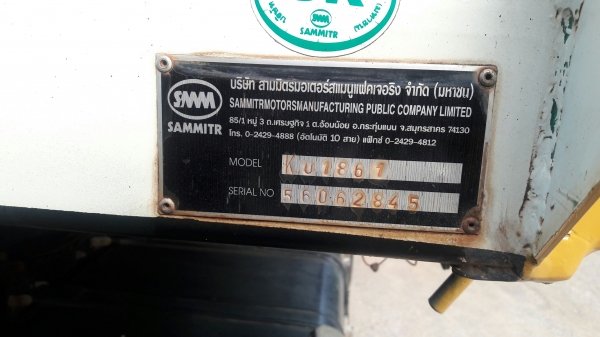 SMM
SAMMITR
SMM
SAMMITR
บริษัท สามมิตรมอเตอร์สแมนูแฟคเจอริง จำกัด (มหาชน)
SAMMITRMOTORSMANUFACTURING PUBLIC COMPANY LIMITED
85/1 หมู่ 3 ถ.เศรษฐกิจ 1 ต.อ้อมน้อย อ.กระทุ่มแบน จ.สมุทรสาคร 74130
โทร. 0-2429-4888 (อัตโนมัติ 10 สาย) แฟ็กซ์ 0-2429-4812
MODEL KU1861
SERIAL NO 56062845